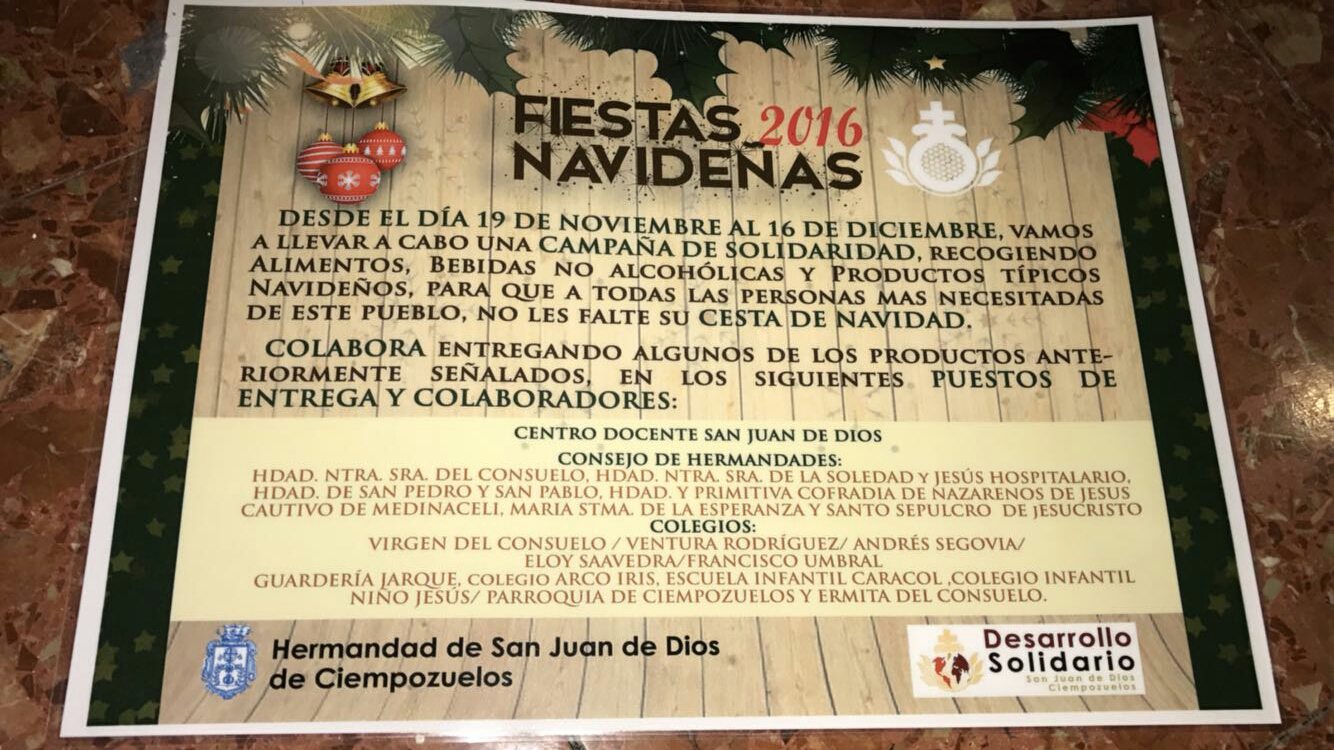 FIESTAS 2016
NAVIDEÑAS
DESDE EL DÍA 19 DE NOVIEMBRE AL 16 DE DICIEMBRE, VAMOS
A LLEVAR A CABO UNA CAMPAÑA DE SOLIDARIDAD, RECOGIENDO
ALIMENTOS, BEBIDAS NO ALCOHÓLICAS Y PRODUCTOS TÍPICOS
NAVIDEÑOS, PARA QUE A TODAS LAS PERSONAS MAS NECESITADAS
DE ESTE PUEBLO, NO LES FALTE SU CESTA DE NAVIDAD.
COLABORA ENTREGANDO ALGUNOS DE LOS PRODUCTOS ANTE-
RIORMENTE SEÑALADOS, EN LOS SIGUIENTES PUESTOS DE
ENTREGA Y COLABORADORES:
CENTRO DOCENTE SAN JUAN DE DIOS
CONSEJO DE HERMANDADES:
HDAD. NTRA. SRA. DEL CONSUELO, HDAD. NTRA. SRA. DE LA SOLEDAD Y JESÚS HOSPITALARIO,
HDAD. DE SAN PEDRO Y SAN PABLO, HDAD. Y PRIMITIVA COFRADIA DE NAZARENOS DE JESUS
CAUTIVO DE MEDINACELI, MARIA STMA. DE LA ESPERANZA Y SANTO SEPULCRO DE JESUCRISTO
COLEGIOS:
VIRGEN DEL CONSUELO / VENTURA RODRÍGUEZ/ ANDRÉS SEGOVIA/
ELOY SAAVEDRA/FRANCISCO UMBRAL
GUARDERÍA JARQUE, COLEGIO ARCO IRIS, ESCUELA INFANTIL CARACOL ,COLEGIO INFANTIL
NIÑO JESÚS/ PARROQUIA DE CIEMPOZUELOS Y ERMITA DEL CONSUELO.
Hermandad de San Juan de Dios
de Ciempozuelos
Desarrollo
Solidario
San Juan de Dios
Ciempozuelos